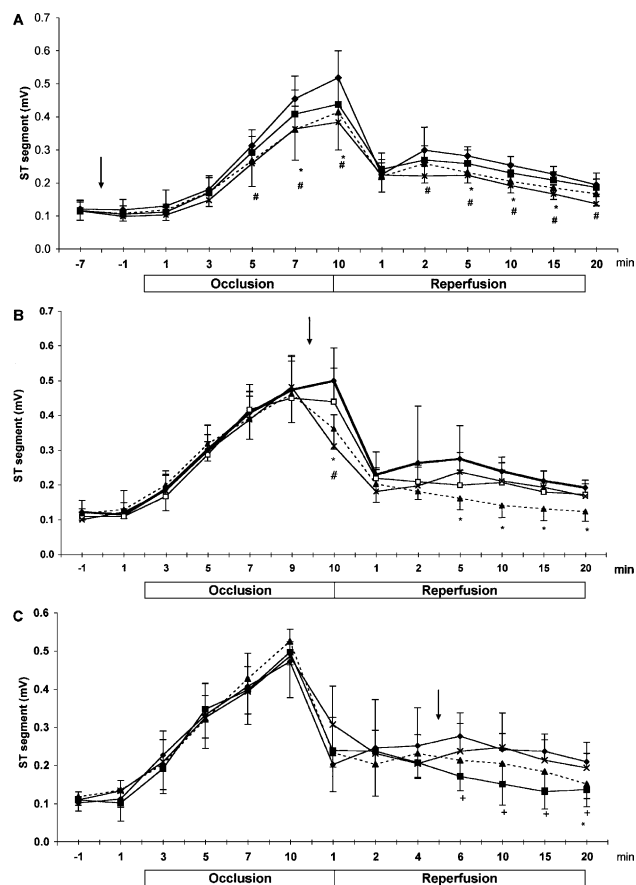 A
ST segment (mV)
0.7
0.6
0.5
0.4
0.3
0.2
0.1
0.0
* *
# # # # # # # #
* * *
-7 -1 1 3 5 7 10 1 2 5 10 15 20 min
Occlusion Reperfusion
B
ST segment (mV)
0.7
0.6
0.5
0.4
0.3
0.2
0.1
0.0
*
#
* * * *
-1 1 3 5 7 9 10 1 2 5 10 15 20 min
Occlusion Reperfusion
C
ST segment (mV)
0.6
0.5
0.4
0.3
0.2
0.1
0.0
+ + + +
*
-1 1 3 5 7 10 1 2 4 6 10 15 20 min
Occlusion Reperfusion